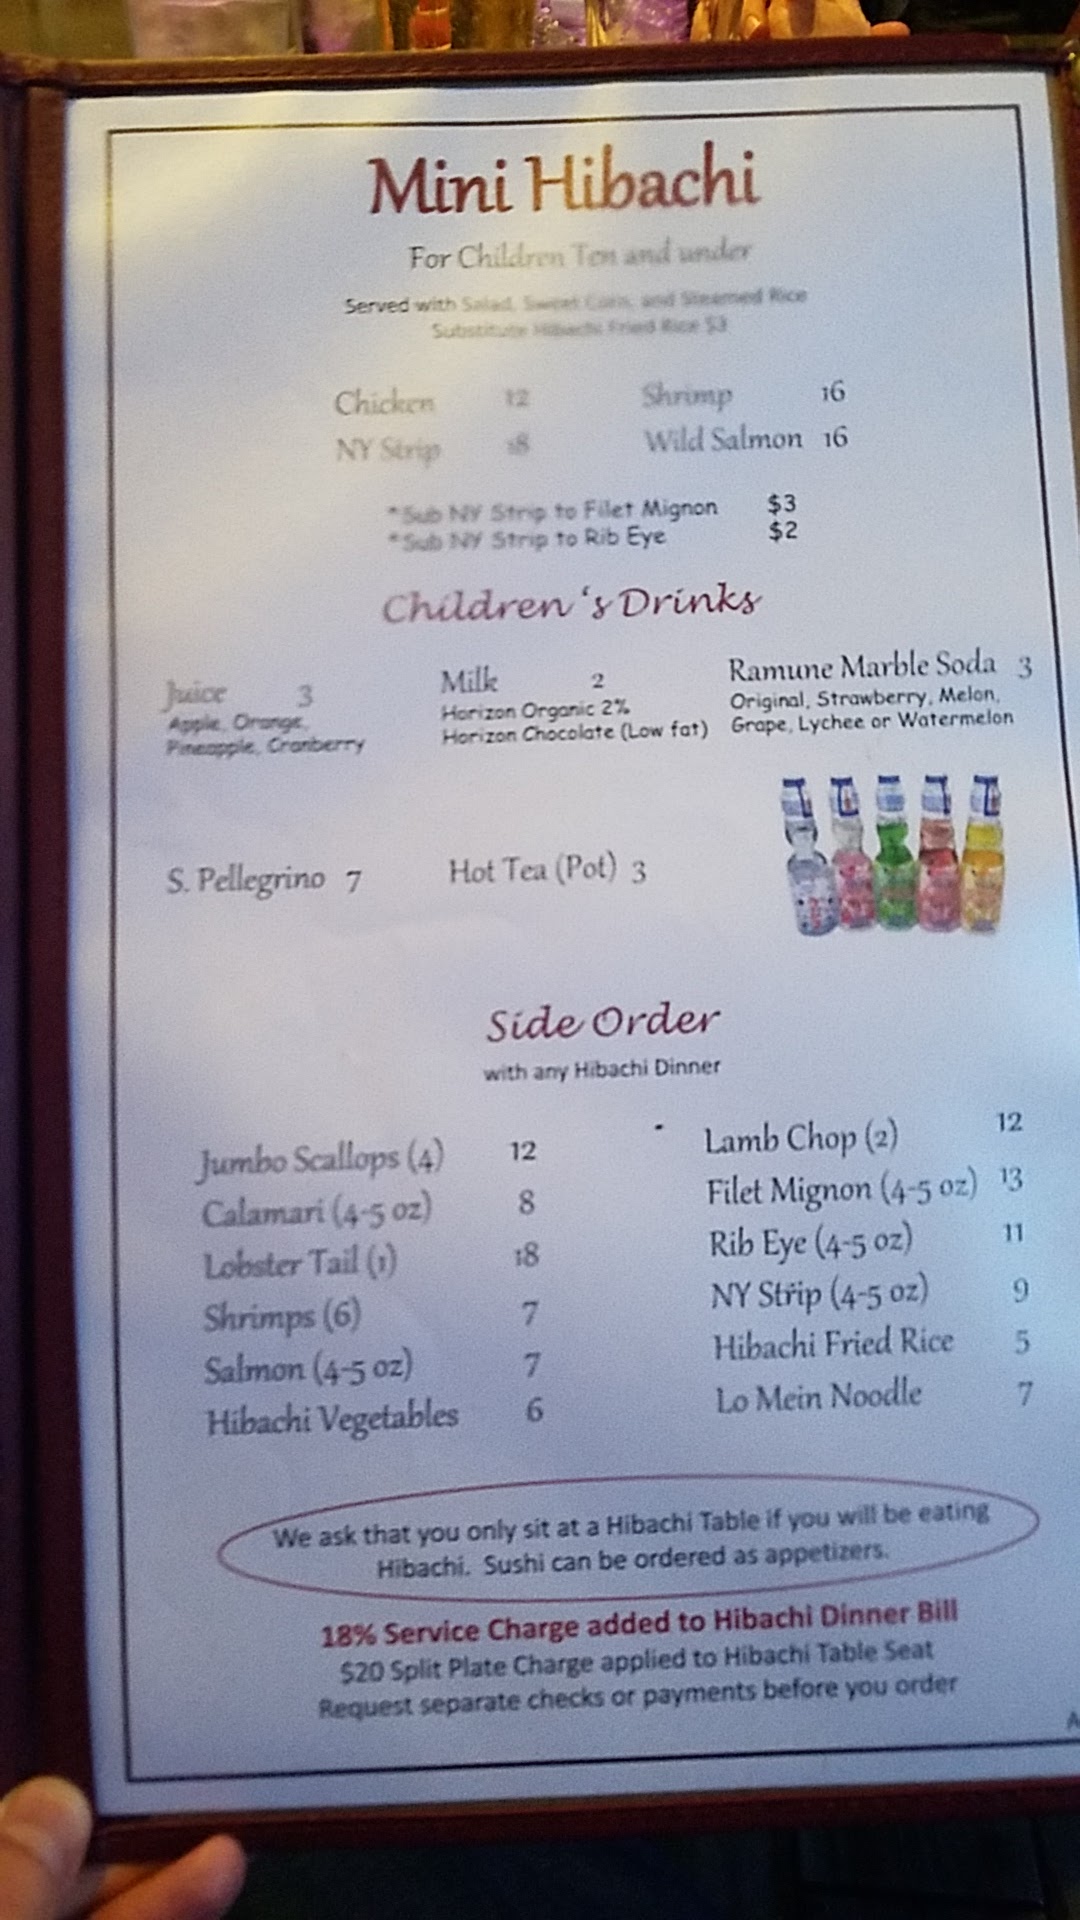 Mini Hibachi
For Children Ten and under
Served with Salad, Sweet Corn, and Steamed Rice
Substitute Hibachi Fried Rice $3
Chicken 12 Shrimp 16
NY Strip 18 Wild Salmon 16
*Sub NY Strip to Filet Mignon $3
*Sub NY Strip to Rib Eye $2
Children's Drinks
Juice 3 Milk 2 Ramune Marble Soda 3
Apple, Orange, Horizon Organic 2% Original, Strawberry, Melon,
Pineapple, Cranberry Horizon Chocolate (Low fat) Grape, Lychee or Watermelon
S. Pellegrino 7 Hot Tea (Pot) 3
Side Order
with any Hibachi Dinner
Jumbo Scallops (4) 12 Lamb Chop (2) 12
Calamari (4-5 oz) 8 Filet Mignon (4-5 oz) 13
Lobster Tail (1) 18 Rib Eye (4-5 oz) 11
Shrimps (6) 7 NY Strip (4-5 oz) 9
Salmon (4-5 oz) 7 Hibachi Fried Rice 5
Hibachi Vegetables 6 Lo Mein Noodle 7
We ask that you only sit at a Hibachi Table if you will be eating
Hibachi. Sushi can be ordered as appetizers.
18% Service Charge added to Hibachi Dinner Bill
$20 Split Plate Charge applied to Hibachi Table Seat
Request separate checks or payments before you order
A